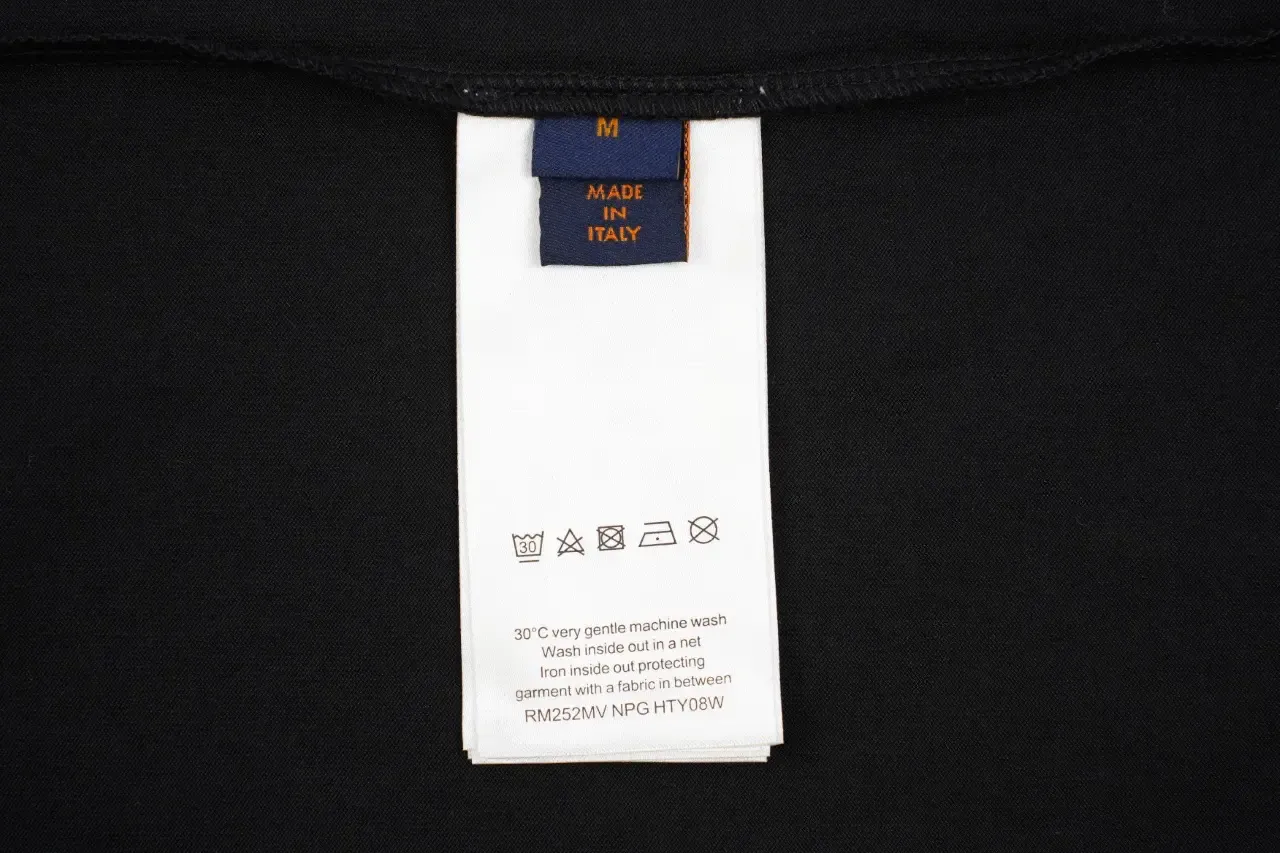 M
MADE
IN
ITALY
30
30°C very gentle machine wash
Wash inside out in a net
Iron inside out protecting
garment with a fabric in between
RM252MV NPG HTY08W